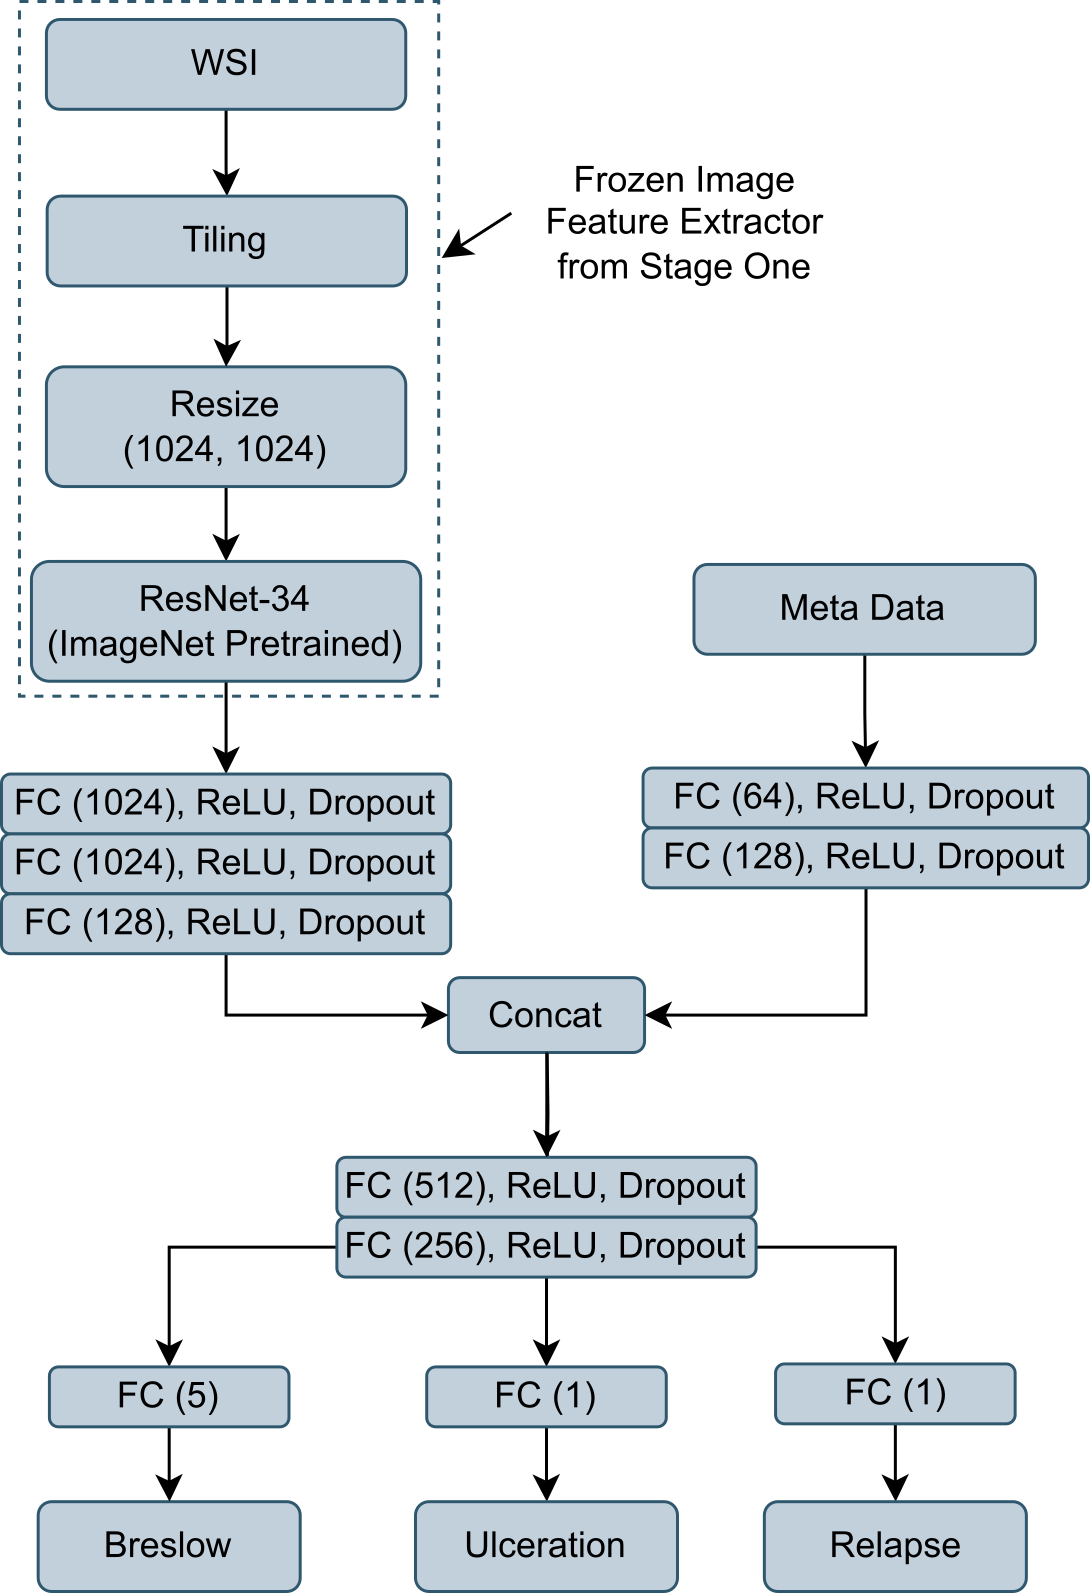 WSI
Tiling
Frozen Image
Feature Extractor
from Stage One
Resize
(1024, 1024)
ResNet-34
(ImageNet Pretrained)
Meta Data
FC (1024), ReLU, Dropout
FC (1024), ReLU, Dropout
FC (128), ReLU, Dropout
FC (64), ReLU, Dropout
FC (128), ReLU, Dropout
Concat
FC (512), ReLU, Dropout
FC (256), ReLU, Dropout
FC (5)
FC (1)
FC (1)
Breslow
Ulceration
Relapse